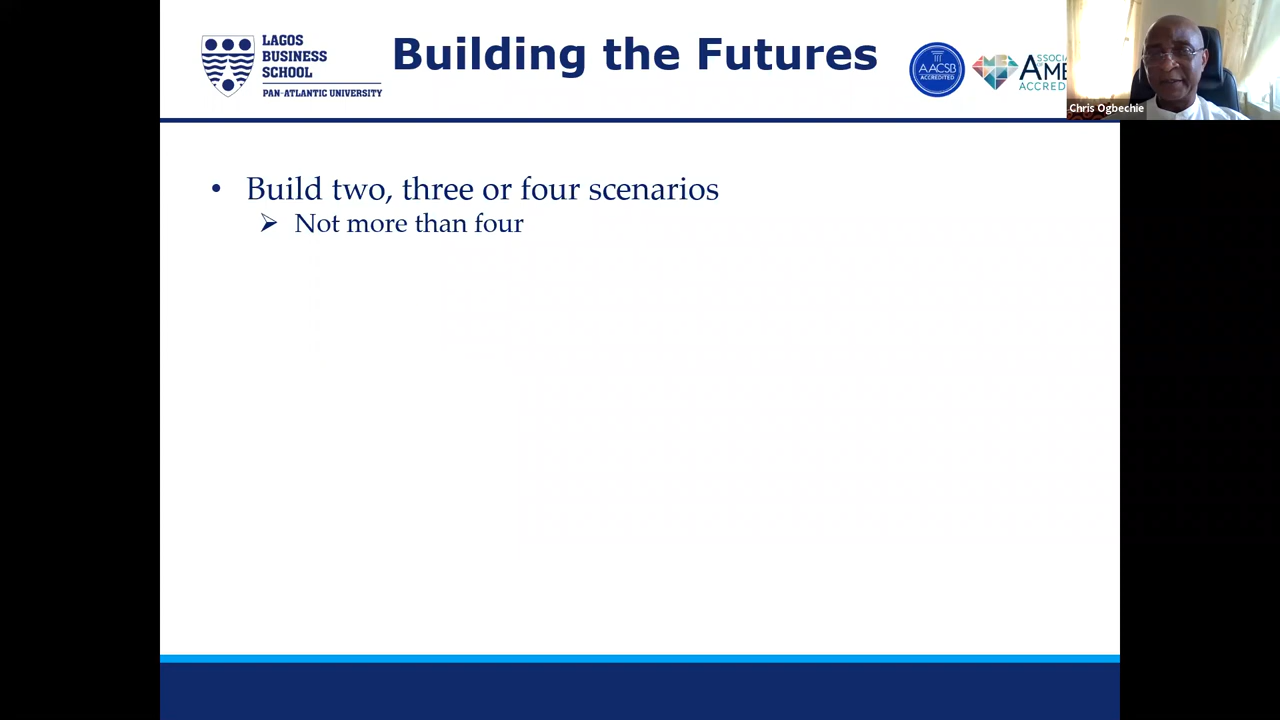 LAGOS
BUSINESS
SCHOOL
PAN-ATLANTIC UNIVERSITY
Building the Futures
AACSB
ACCREDITED
Chris Ogbechie
• Build two, three or four scenarios
➢ Not more than four